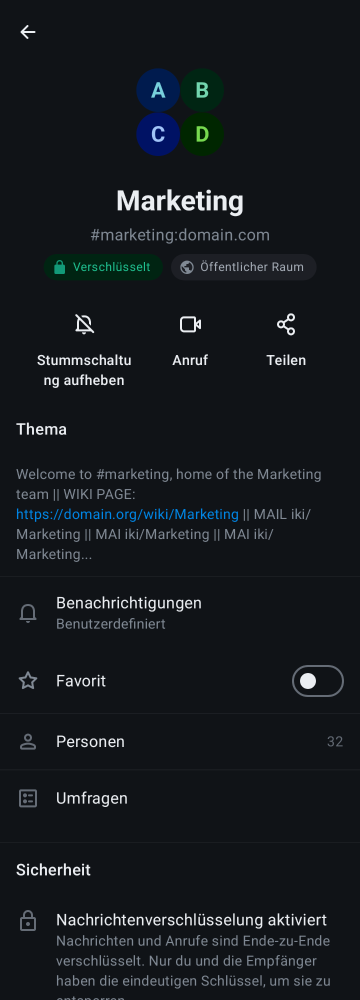 A B
C D
Marketing
#marketing:domain.com
Verschlüsselt Öffentlicher Raum
Stummschaltu
ng aufheben
Anruf
Teilen
Thema
Welcome to #marketing, home of the Marketing
team || WIKI PAGE:
https://domain.org/wiki/Marketing || MAIL iki/
Marketing || MAI iki/Marketing || MAI iki/
Marketing...
Benachrichtigungen
Benutzerdefiniert
Favorit
Personen 32
Umfragen
Sicherheit
Nachrichtenverschlüsselung aktiviert
Nachrichten und Anrufe sind Ende-zu-Ende
verschlüsselt. Nur du und die Empfänger
haben die eindeutigen Schlüssel, um sie zu